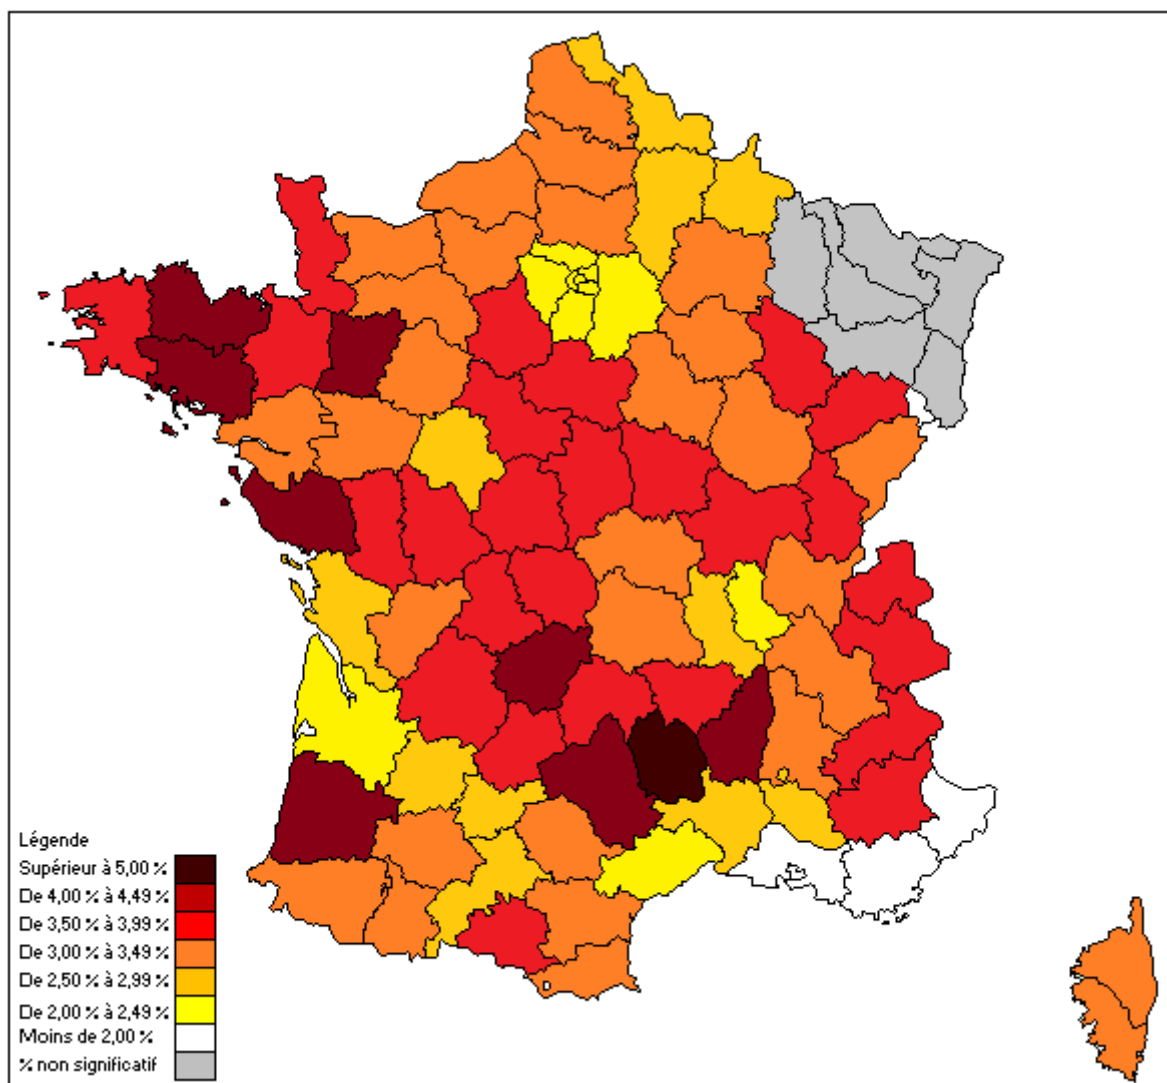 Légende
Supérieur à 5,00 %
De 4,00 % à 4,49 %
De 3,50 % à 3,99 %
De 3,00 % à 3,49 %
De 2,50 % à 2,99 %
De 2,00 % à 2,49 %
Moins de 2,00 %
% non significatif